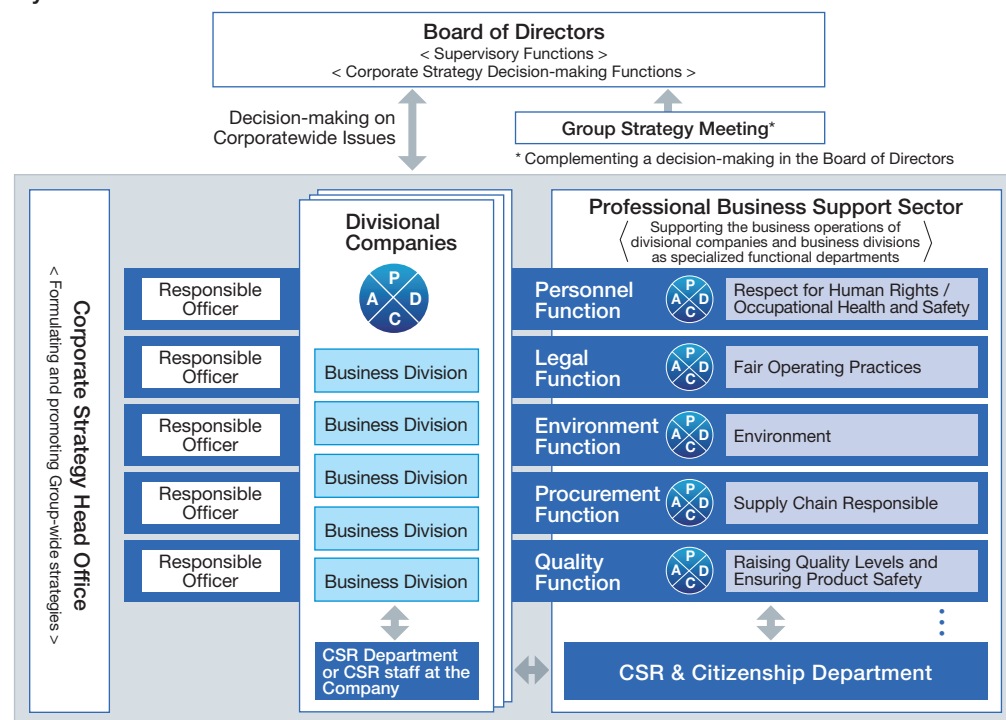 Board of Directors
< Supervisory Functions >
< Corporate Strategy Decision-making Functions >
Decision-making on
Corporatewide Issues
Group Strategy Meeting*
* Complementing a decision-making in the Board of Directors
Corporate Strategy Head Office
< Formulating and promoting Group-wide strategies >
Divisional
Companies
P
A D
C
Professional Business Support Sector
Supporting the business operations of
divisional companies and business divisions
as specialized functional departments
Responsible
Officer
Personnel
Function
P
A D
C
Respect for Human Rights /
Occupational Health and Safety
Responsible
Officer
Business Division
Legal
Function
P
A D
C
Fair Operating Practices
Responsible
Officer
Business Division
Environment
Function
P
A D
C
Environment
Responsible
Officer
Business Division
Procurement
Function
P
A D
C
Supply Chain Responsible
Business Division
Responsible
Officer
Business Division
Quality
Function
P
A D
C
Raising Quality Levels and
Ensuring Product Safety
CSR Department
or CSR staff at the
Company
CSR & Citizenship Department